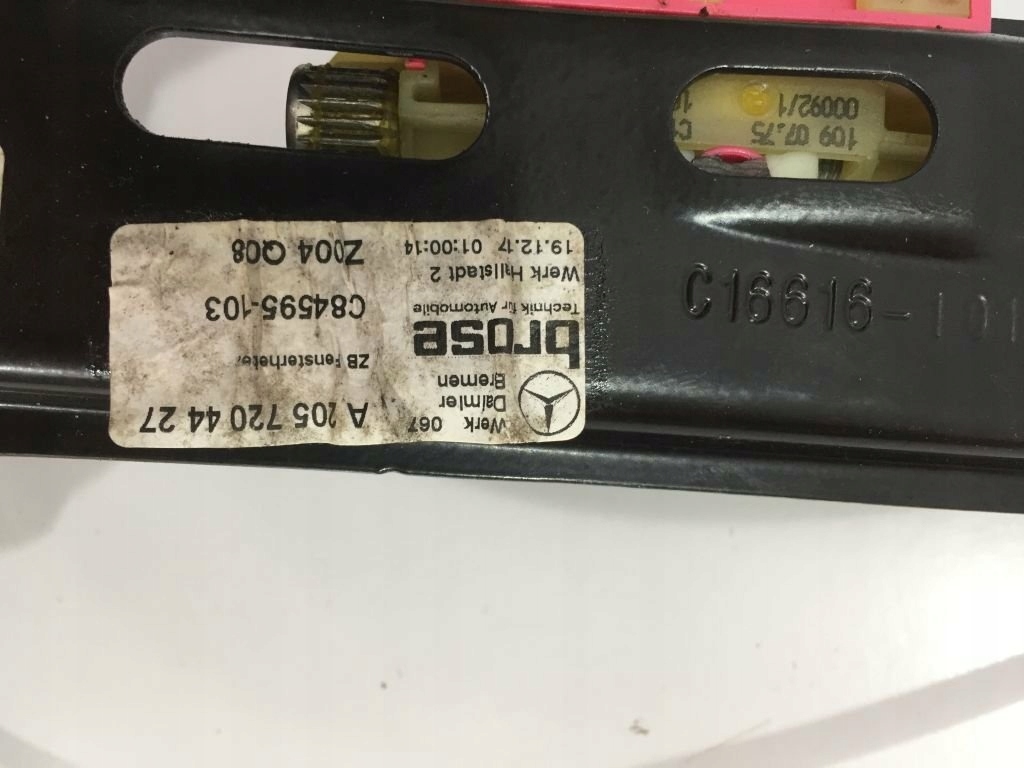 Werk 067
Daimler
Bremen
A 205 720 44 27
brose
Technik für Automobile
ZB Fensterheber
C84595-103
Werk Hallstadt 2
19.12.17 01:00:14
Z004 Q08
C16616-101
109 07.75
00092/1